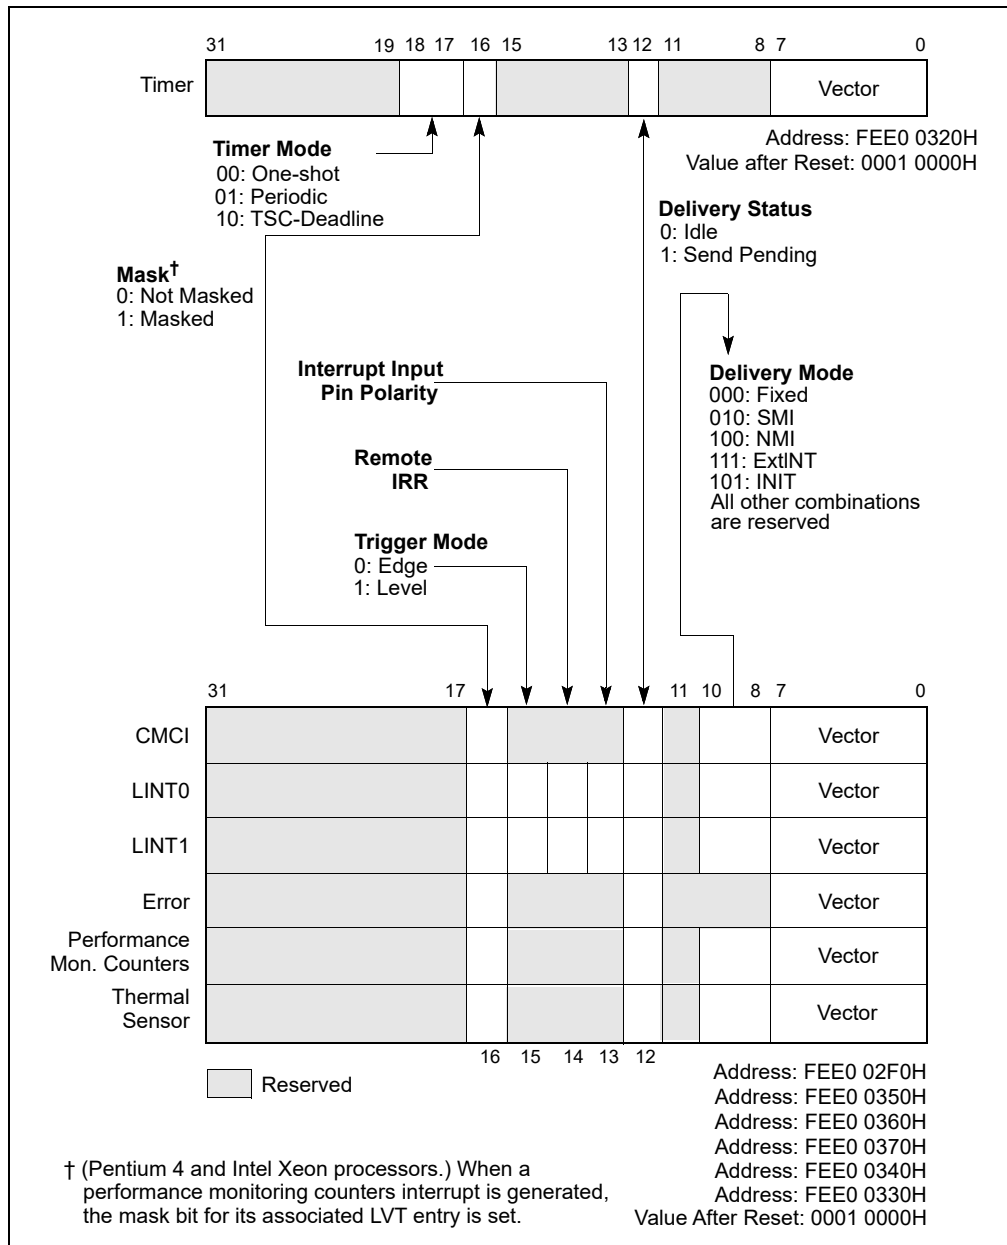 31 19 18 17 16 15 13 12 11 8 7 0
Timer Vector
Address: FEE0 0320H
Value after Reset: 0001 0000H
Timer Mode
00: One-shot
01: Periodic
10: TSC-Deadline
Delivery Status
0: Idle
1: Send Pending
Mask†
0: Not Masked
1: Masked
Interrupt Input
Pin Polarity
Delivery Mode
000: Fixed
010: SMI
100: NMI
111: ExtINT
101: INIT
All other combinations
are reserved
Remote
IRR
Trigger Mode
0: Edge
1: Level
31 17 11 10 8 7 0
CMCI Vector
LINT0 Vector
LINT1 Vector
Error Vector
Performance
Mon. Counters Vector
Thermal
Sensor Vector
16 15 14 13 12
Reserved
Address: FEE0 02F0H
Address: FEE0 0350H
Address: FEE0 0360H
Address: FEE0 0370H
Address: FEE0 0340H
Address: FEE0 0330H
Value After Reset: 0001 0000H
† (Pentium 4 and Intel Xeon processors.) When a
performance monitoring counters interrupt is generated,
the mask bit for its associated LVT entry is set.